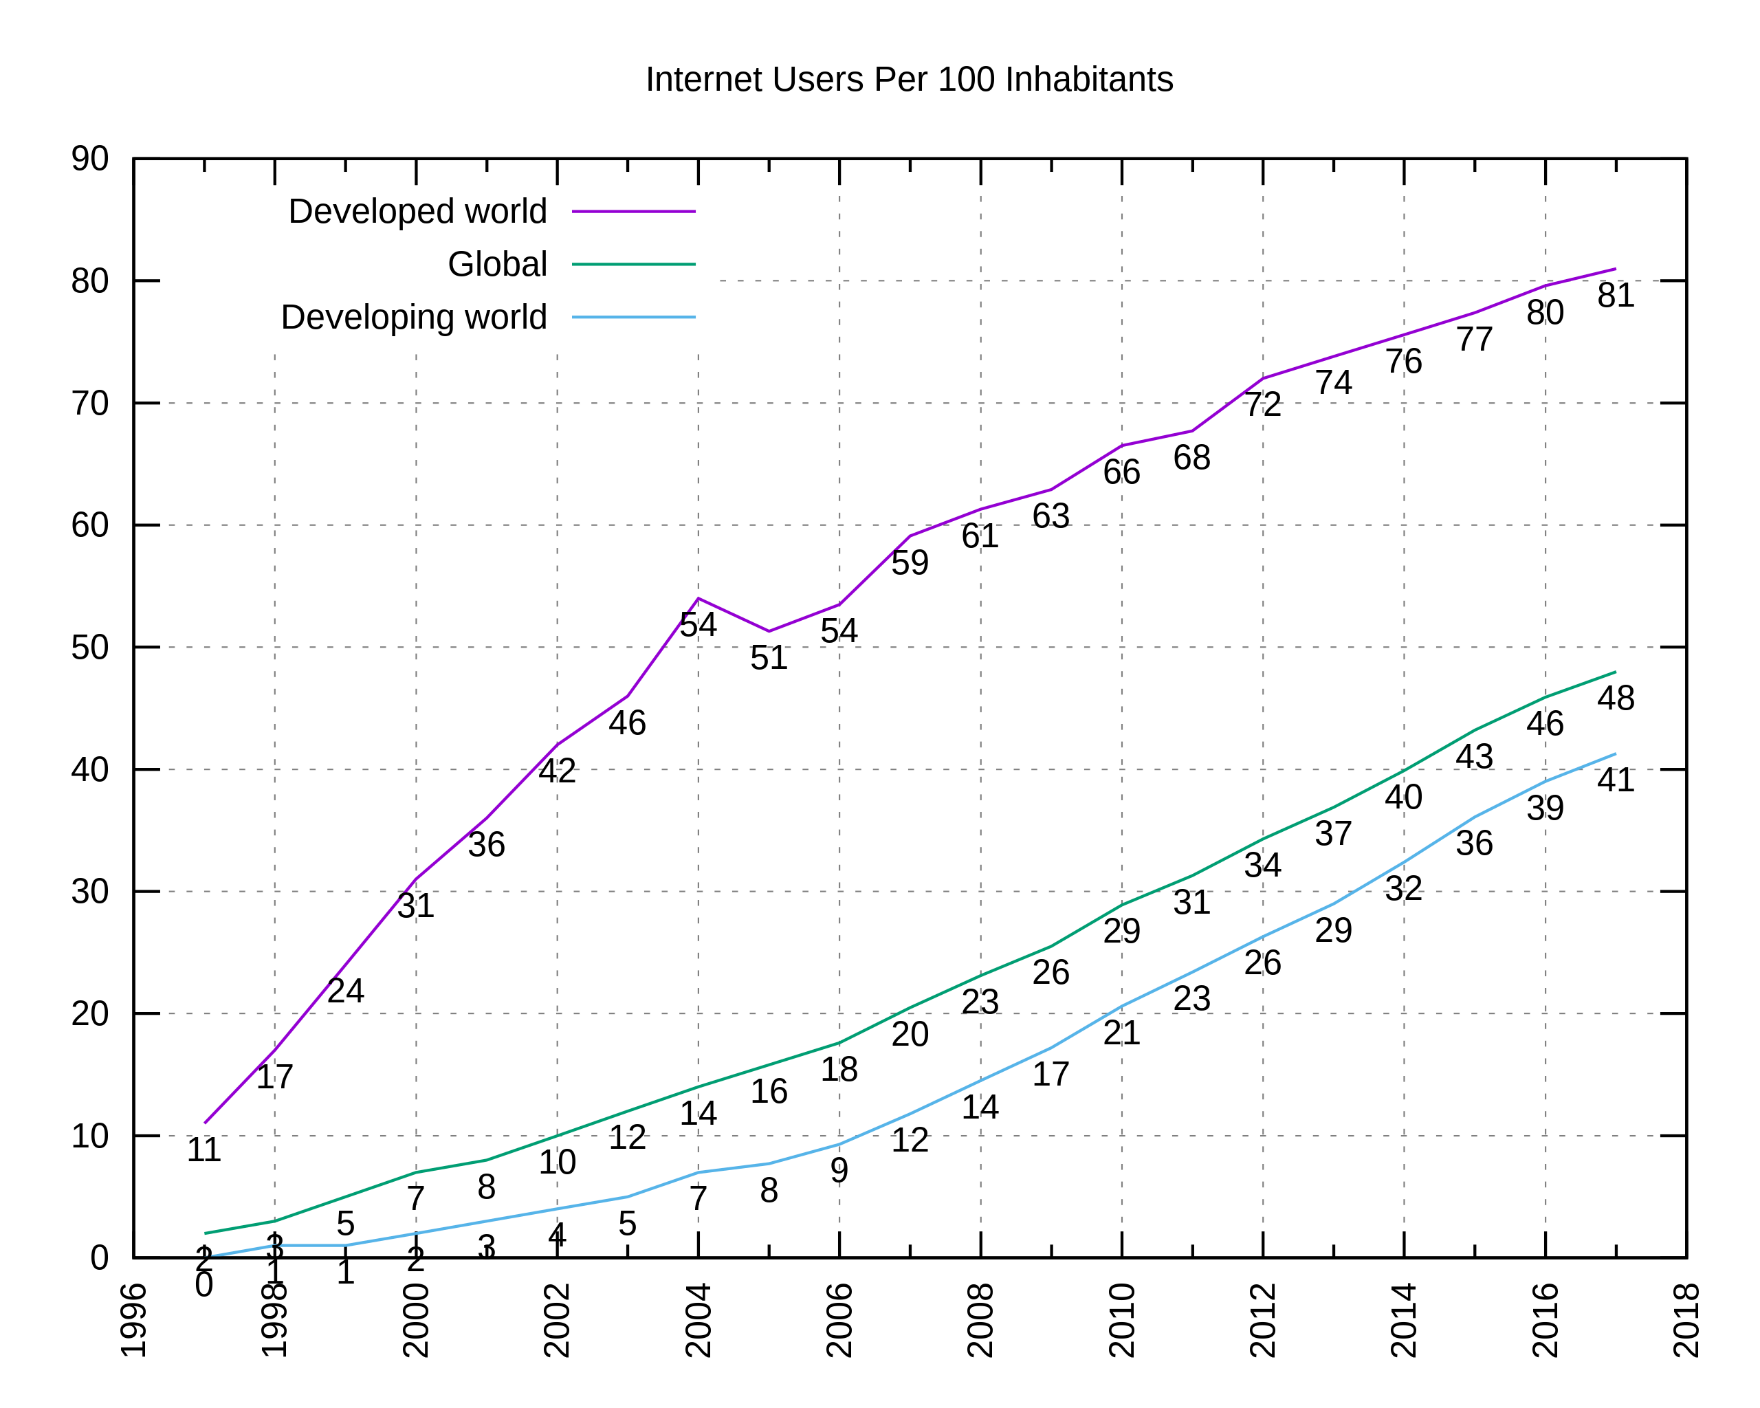 Internet Users Per 100 Inhabitants
90
Developed world
Global
Developing world
80
70
60
50
40
30
20
10
0
11 17 24 31 36 42 46 54 51 54 59 61 63 66 68 72 74 76 77 80 81
2 3 5 7 8 10 12 14 16 18 20 23 26 29 31 34 37 40 43 46 48
0 1 1 2 3 4 5 7 8 9 12 14 17 21 23 26 29 32 36 39 41
1996 1998 2000 2002 2004 2006 2008 2010 2012 2014 2016 2018